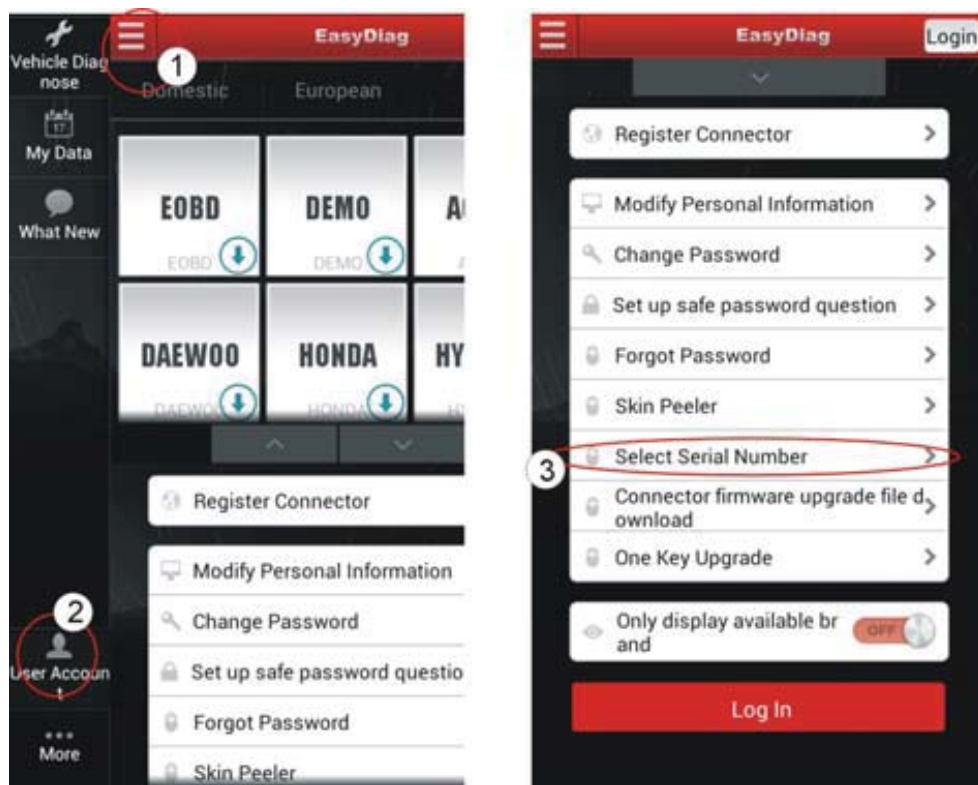 Vehicle Diag
nose
My Data
What New
User Accoun
t
More
1
2
EasyDiag
Domestic
European
EOBD
EOBD
DEMO
DEMO
DAEWOO
HONDA
HONDA
HY
Register Connector
Modify Personal Information
Change Password
Set up safe password questio
Forgot Password
Skin Peeler
EasyDiag
Login
Register Connector
Modify Personal Information
Change Password
Set up safe password question
Forgot Password
Skin Peeler
3
Select Serial Number
Connector firmware upgrade file d
ownload
One Key Upgrade
Only display available br
and
OFF
Log In